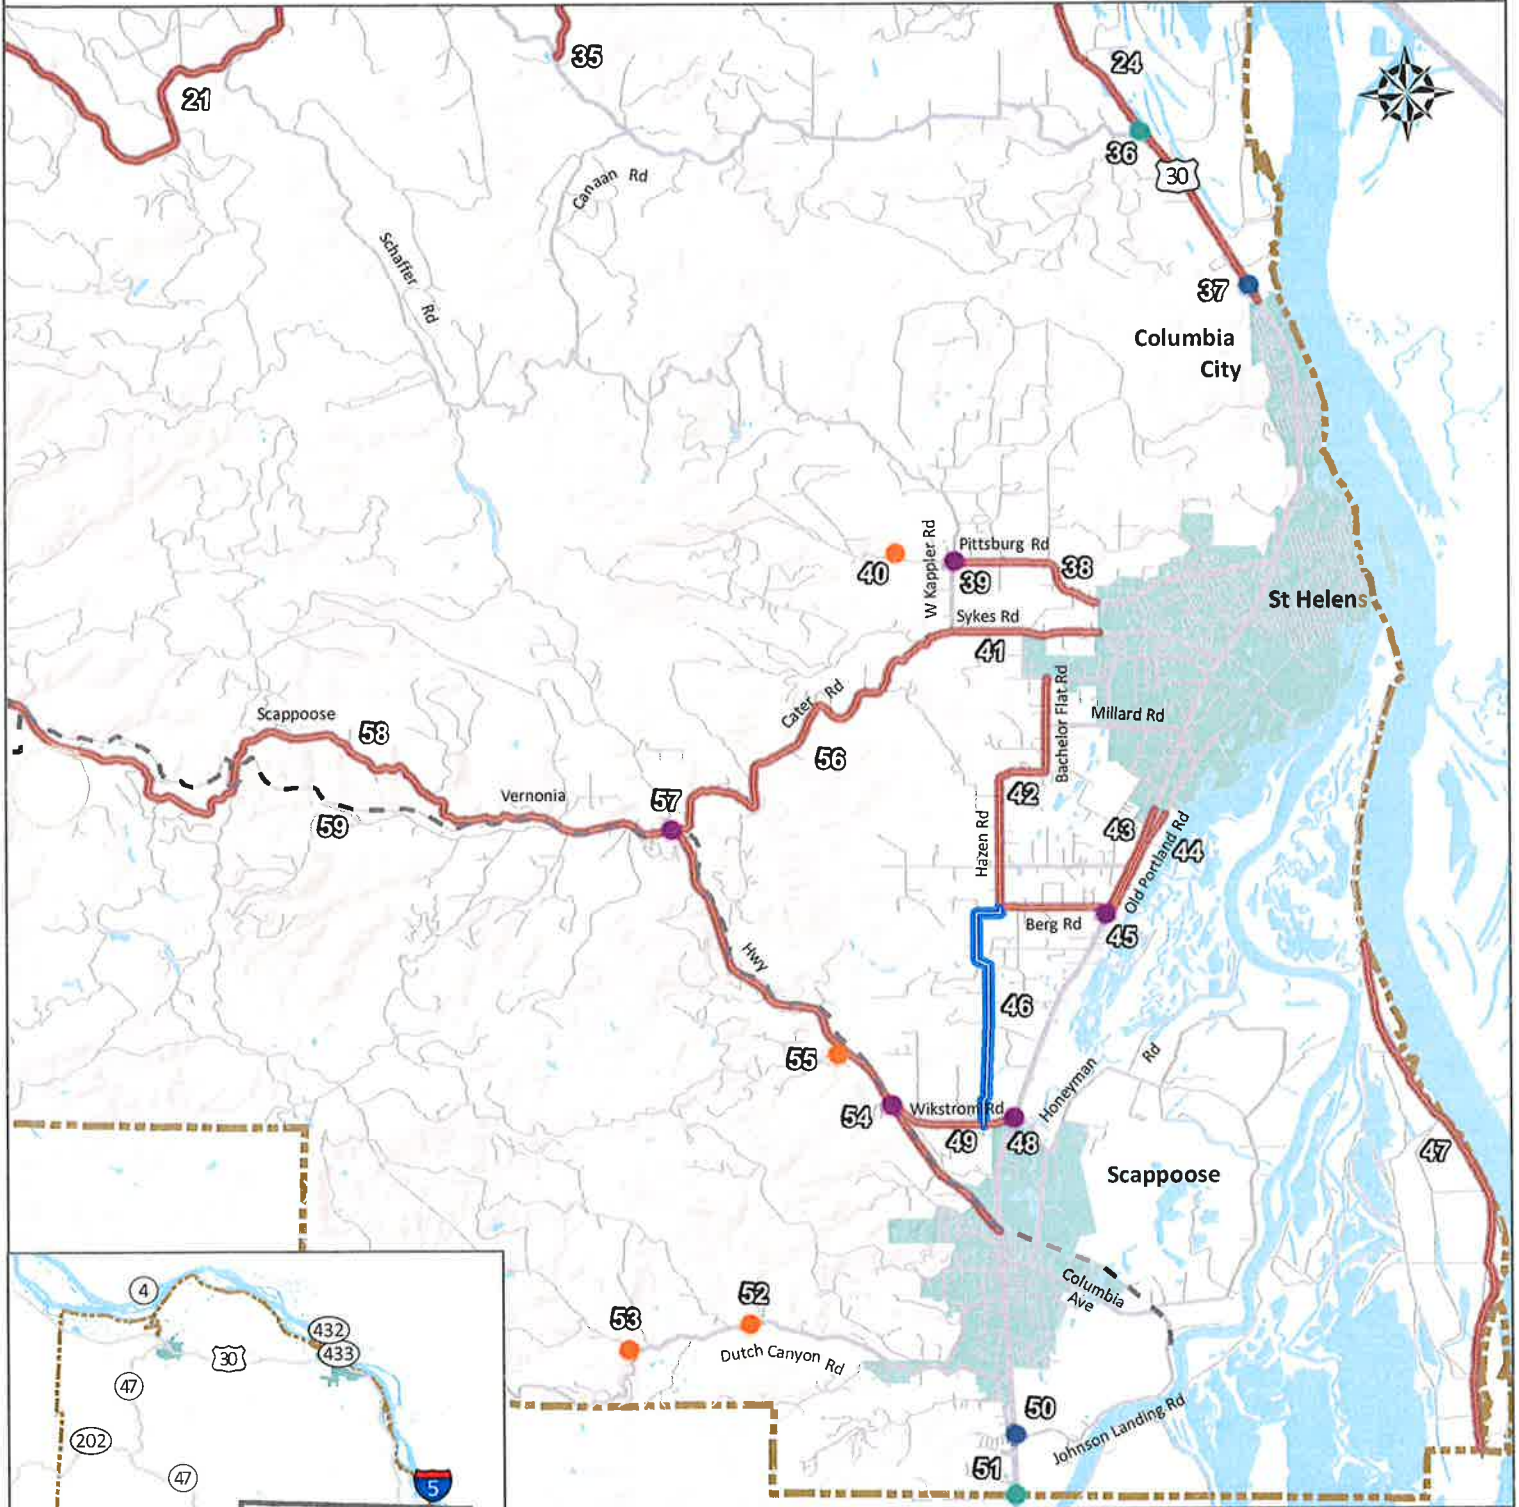 35
24
21
36
30
Canaan Rd
Schaffer Rd
37
Columbia
City
W Kappler Rd
Pittsburg Rd
38
40
39
St Helens
Sykes Rd
41
Cater Rd
Bachelor Flat Rd
Millard Rd
Scappoose
58
56
Vernonia
57
42
59
Hazen Rd
43
44
Old Portland Rd
Berg Rd
45
Hwy
46
55
Honeyman Rd
Wikstrom Rd
54
49
48
47
Scappoose
Columbia
Ave
52
53
Dutch Canyon Rd
50
Johnson Landing Rd
51
4
432
433
30
47
202
47
5